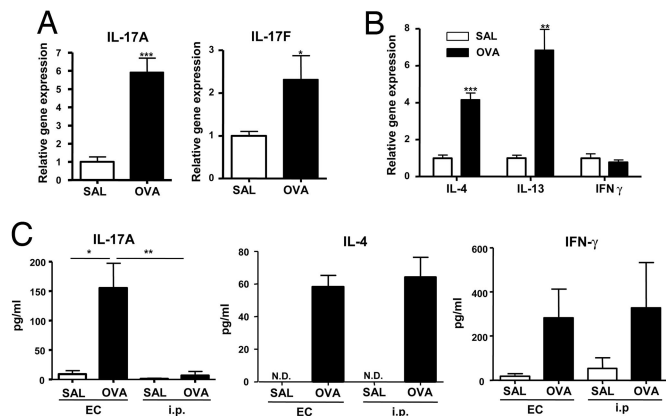 A
IL-17A
Relative gene expression
7
6
5
4
3
2
1
0
***
SAL
OVA
IL-17F
Relative gene expression
3
2
1
0
*
SAL
OVA
B
Relative gene expression
8
6
4
2
0
SAL
OVA
***
**
IL-4
IL-13
IFN γ
C
IL-17A
pg/ml
200
150
100
50
0
*
**
SAL
OVA
SAL
OVA
EC
i.p.
IL-4
pg/ml
80
60
40
20
0
N.D.
N.D.
SAL
OVA
SAL
OVA
EC
i.p.
IFN-γ
pg/ml
600
400
200
0
SAL
OVA
SAL
OVA
EC
i.p